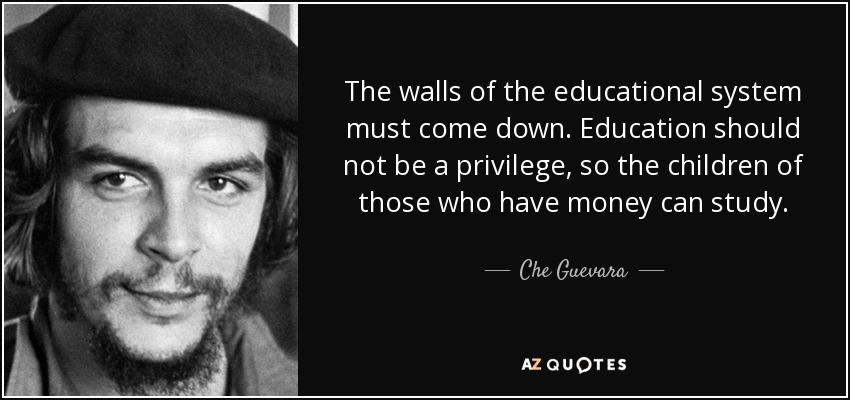 The walls of the educational system
must come down. Education should
not be a privilege, so the children of
those who have money can study.
Che Guevara
AZ QUOTES